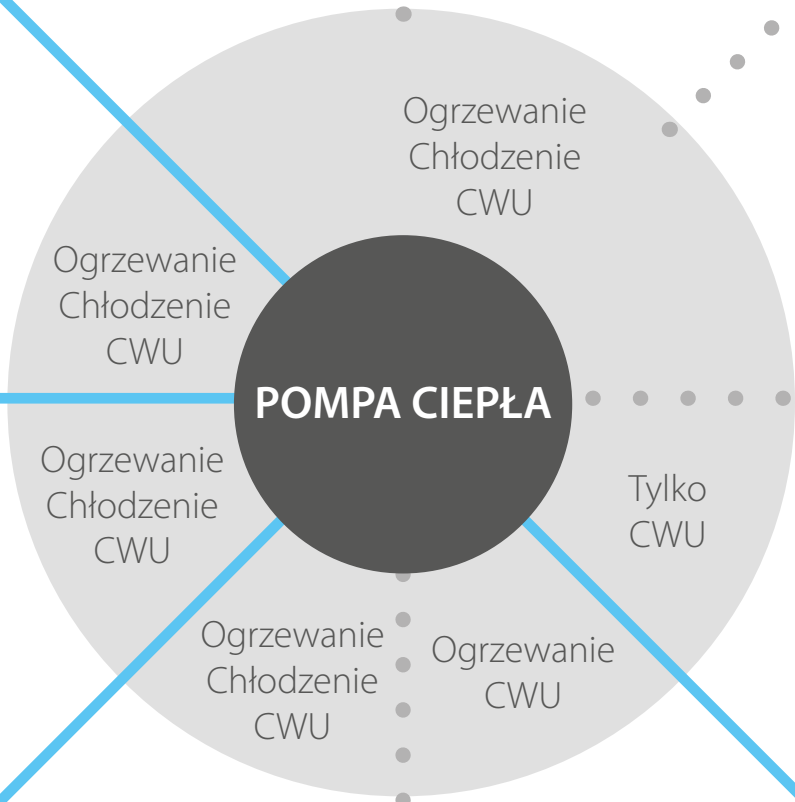 Ogrzewanie
Chłodzenie
CWU
Ogrzewanie
Chłodzenie
CWU
POMPA CIEPŁA
Ogrzewanie
Chłodzenie
CWU
Tylko
CWU
Ogrzewanie
Chłodzenie
CWU
Ogrzewanie
CWU